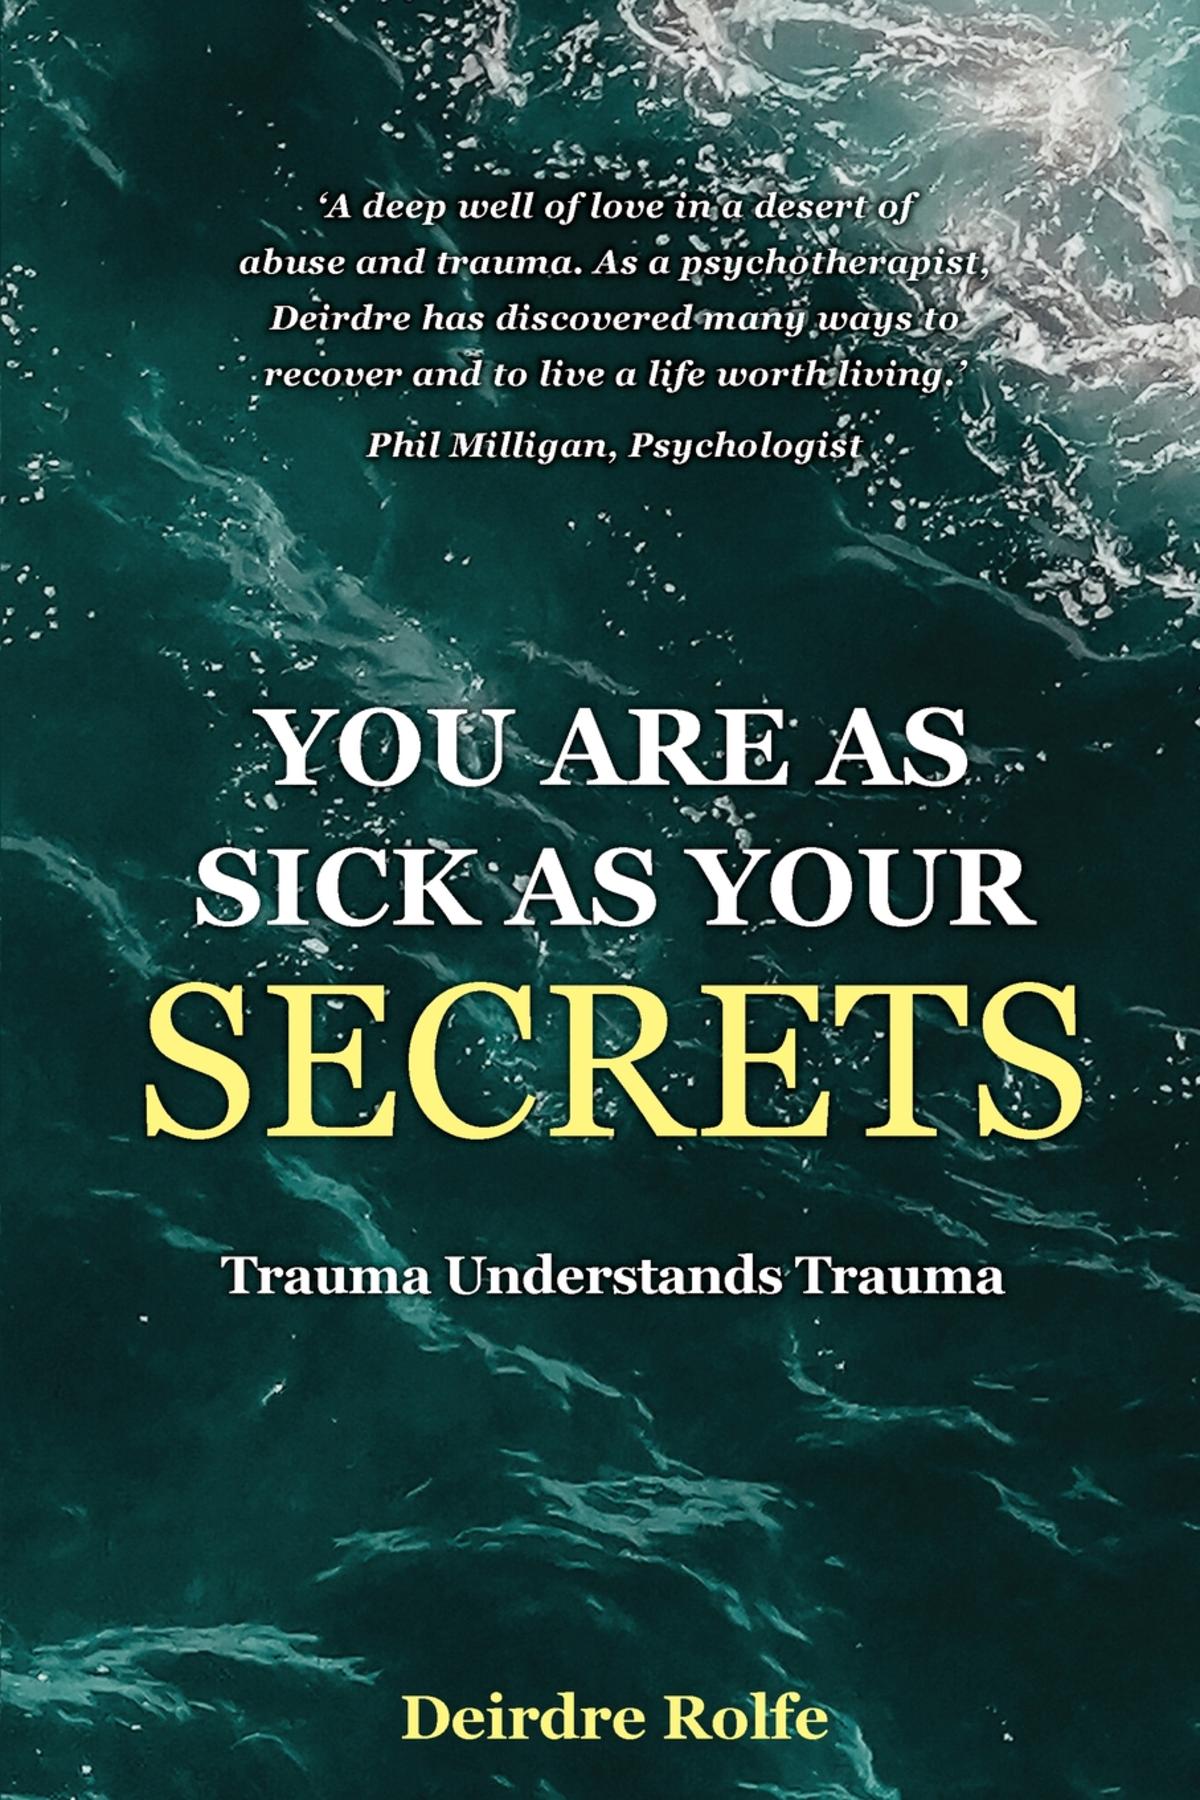 ‘A deep well of love in a desert of
abuse and trauma. As a psychotherapist,
Deirdre has discovered many ways to
recover and to live a life worth living.’
Phil Milligan, Psychologist
YOU ARE AS
SICK AS YOUR
SECRETS
Trauma Understands Trauma
Deirdre Rolfe